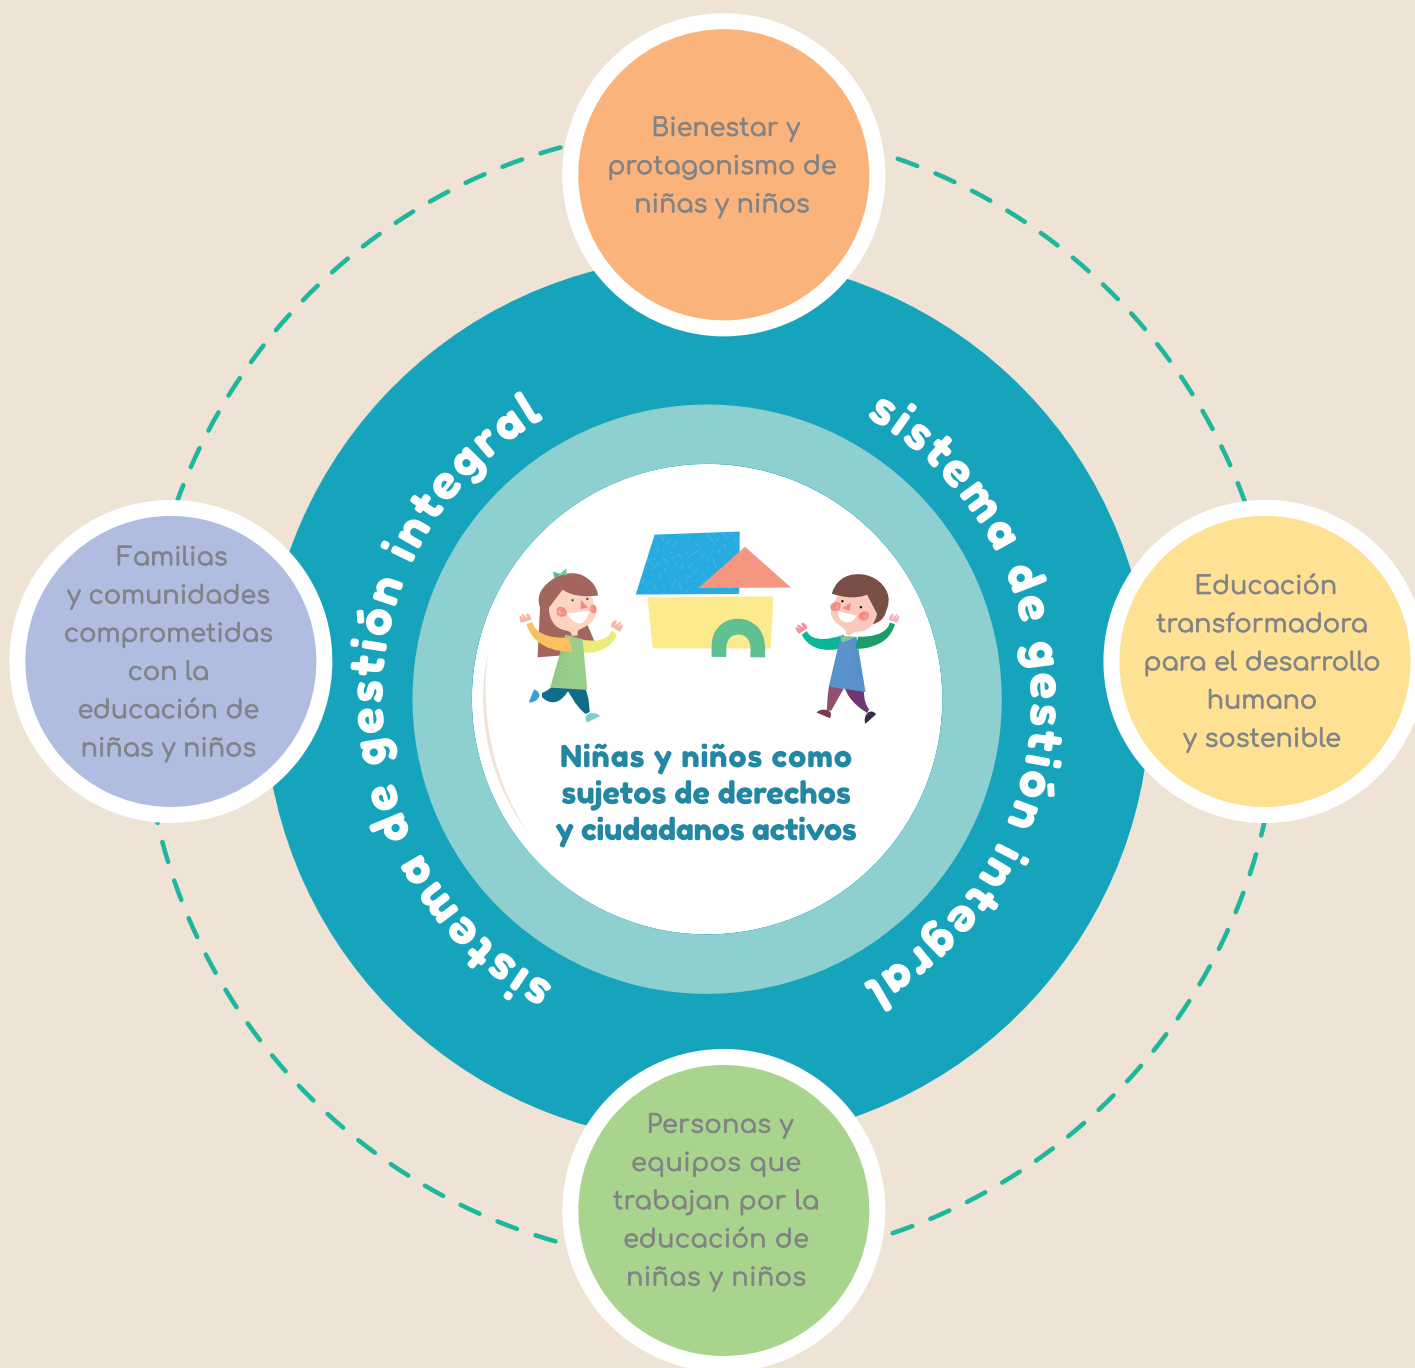 Bienestar y
protagonismo de
niñas y niños
sistema de gestión integral
sistema de gestión integral
Familias
y comunidades
comprometidas
con la
educación de
niñas y niños
Educación
transformadora
para el desarrollo
humano
y sostenible
Niñas y niños como
sujetos de derechos
y ciudadanos activos
Personas y
equipos que
trabajan por la
educación de
niñas y niños